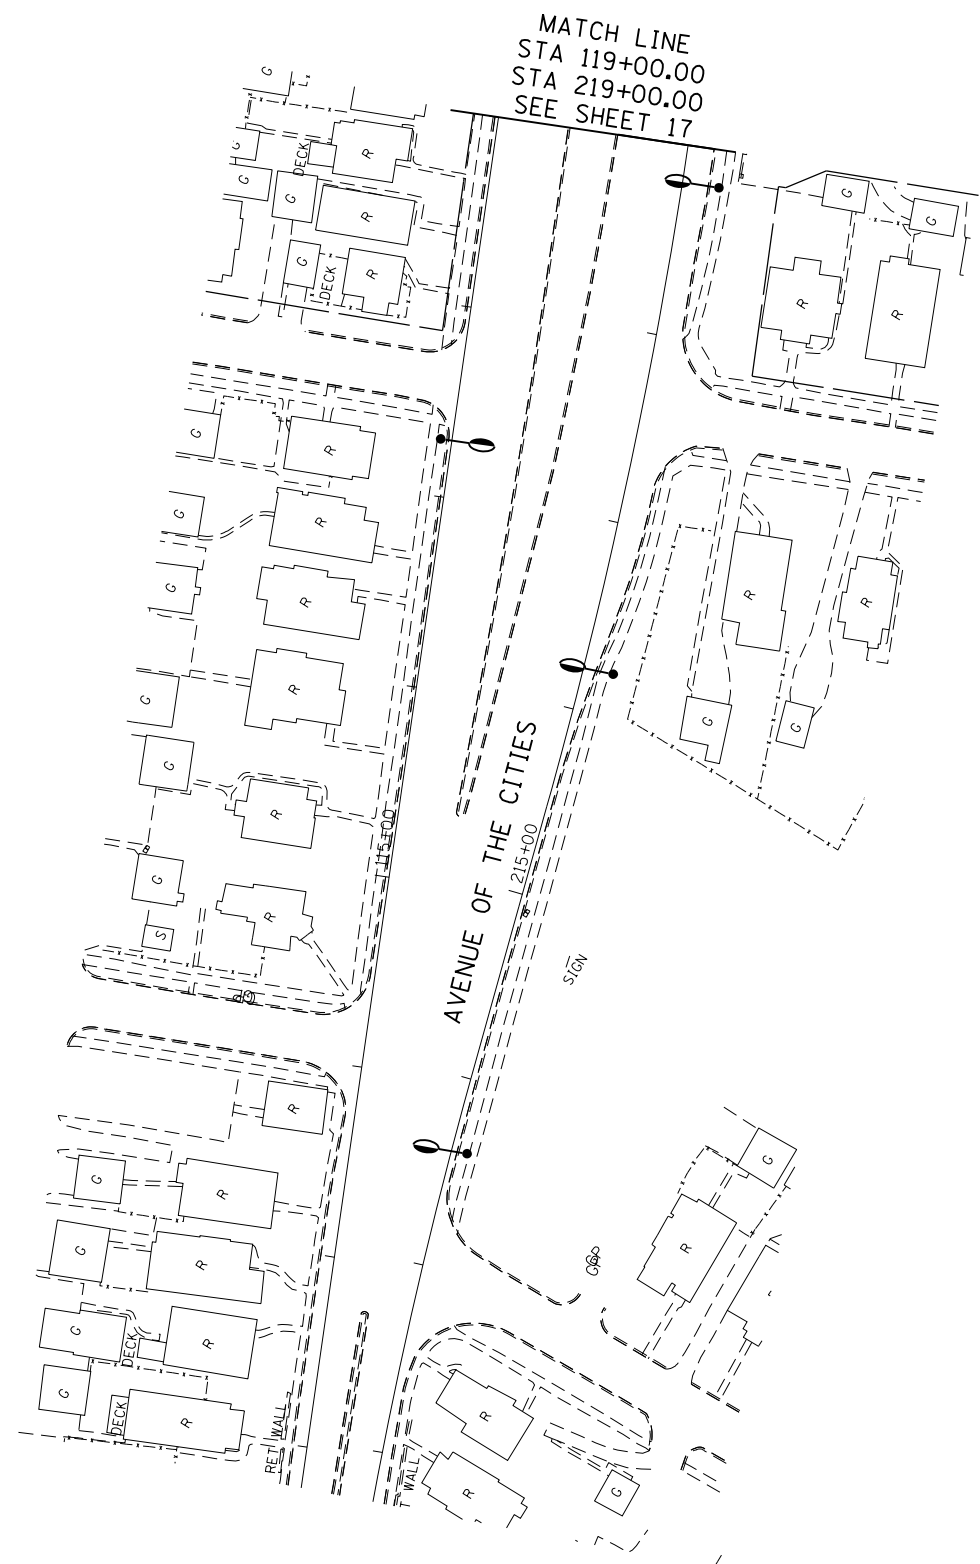 MATCH LINE
STA 119+00.00
STA 219+00.00
SEE SHEET 17
G
G
DECK
R
G
G
R
G
G
R
G
R
DECK
G
R
R
G
R
G
R
G
R
G
R
R
G
R
G
G
R
G
115+00
AVENUE OF THE CITIES
215+00
R
G
R
S
SIGN
R
G
R
G
R
G
R
G
DECK
R
G
DECK
R
RET WALL
G
R
R
T WALL
R
G